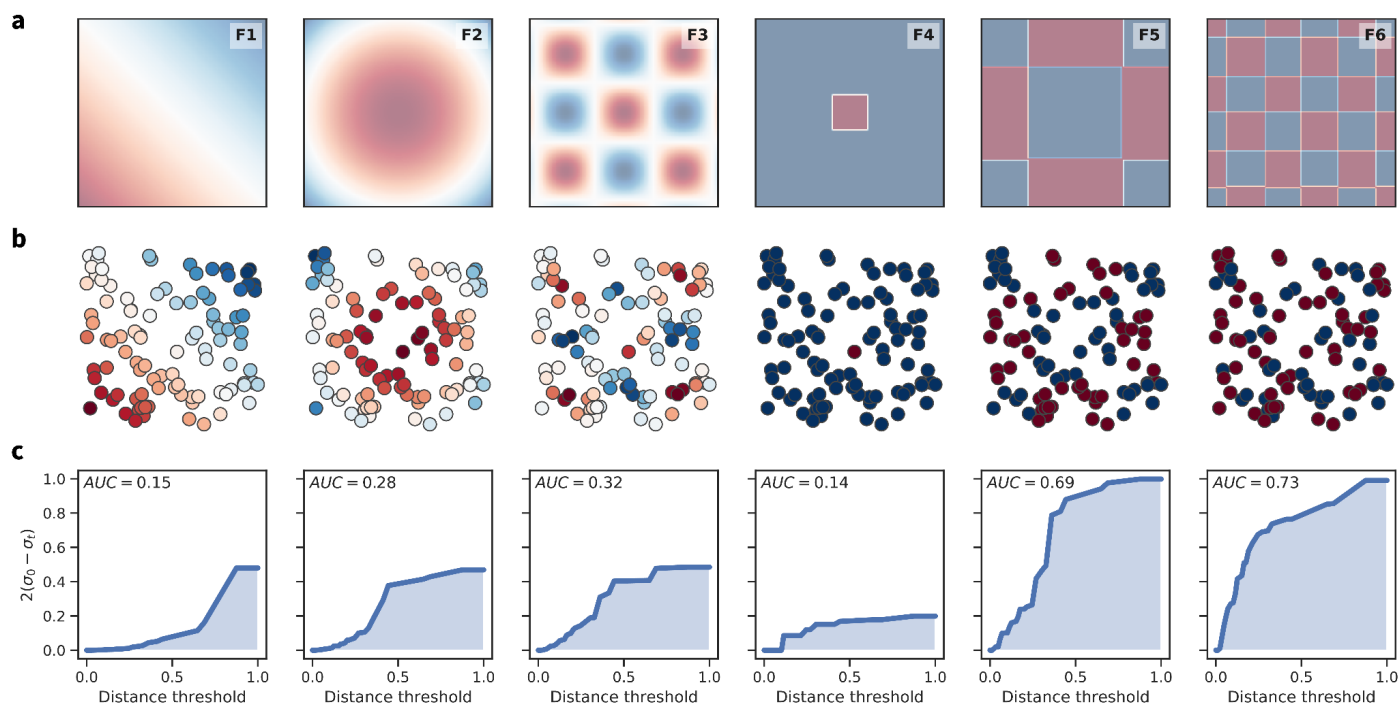 a
F1 F2 F3 F4 F5 F6
b
c
AUC = 0.15 AUC = 0.28 AUC = 0.32 AUC = 0.14 AUC = 0.69 AUC = 0.73
2(σ₀ − σₜ)
1.0
0.8
0.6
0.4
0.2
0.0
0.0 0.5 1.0 0.0 0.5 1.0 0.0 0.5 1.0 0.0 0.5 1.0 0.0 0.5 1.0 0.0 0.5 1.0
Distance threshold Distance threshold Distance threshold Distance threshold Distance threshold Distance threshold